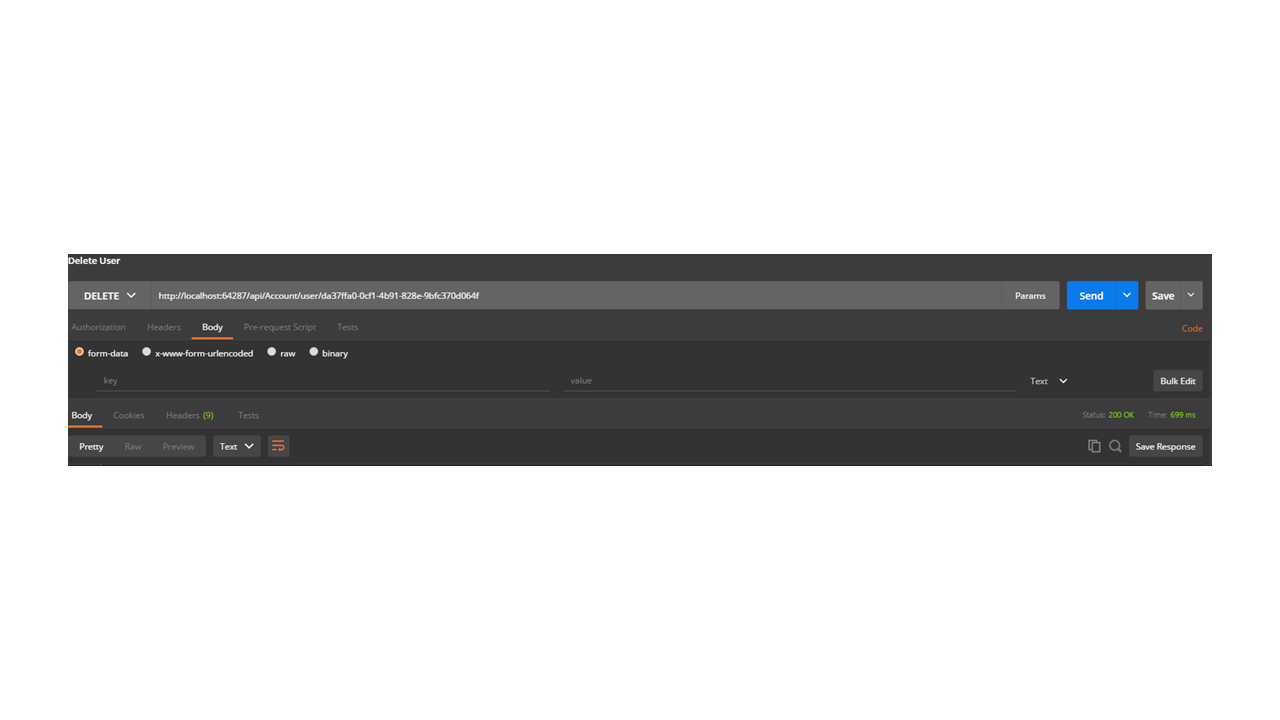 Delete User
DELETE http://localhost:64287/api/Account/user/da37ffa0-0cf1-4b91-828e-9bfc370d064f Params Send Save
Authorization Headers Body Pre-request Script Tests Code
form-data x-www-form-urlencoded raw binary
key value Text Bulk Edit
Body Cookies Headers (9) Tests Status: 200 OK Time: 699 ms
Pretty Raw Preview Text Save Response